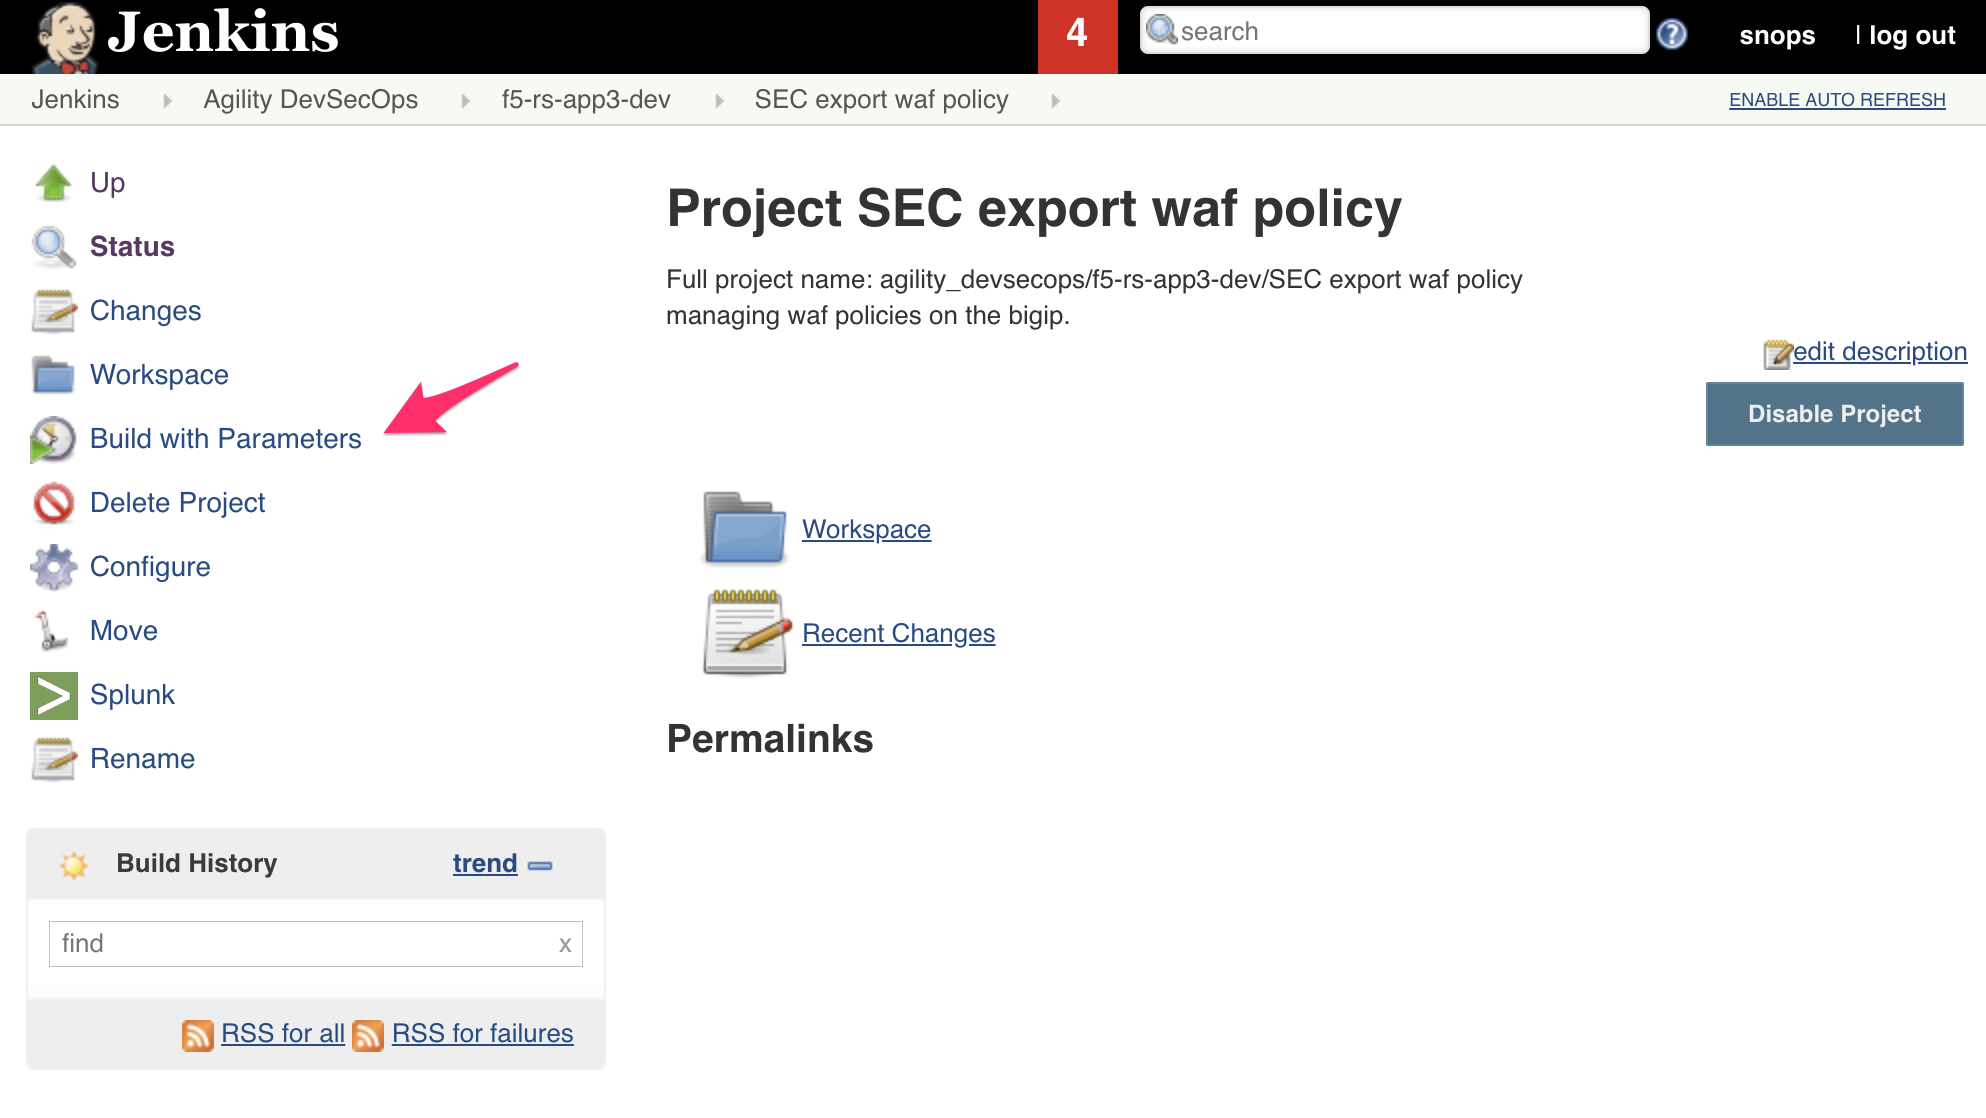 Jenkins
4
search
?
snops
| log out
Jenkins
Agility DevSecOps
f5-rs-app3-dev
SEC export waf policy
ENABLE AUTO REFRESH
Up
Status
Changes
Workspace
Build with Parameters
Delete Project
Configure
Move
Splunk
Rename
Build History
trend
find
x
RSS for all
RSS for failures
Project SEC export waf policy
Full project name: agility_devsecops/f5-rs-app3-dev/SEC export waf policy
managing waf policies on the bigip.
edit description
Disable Project
Workspace
Recent Changes
Permalinks